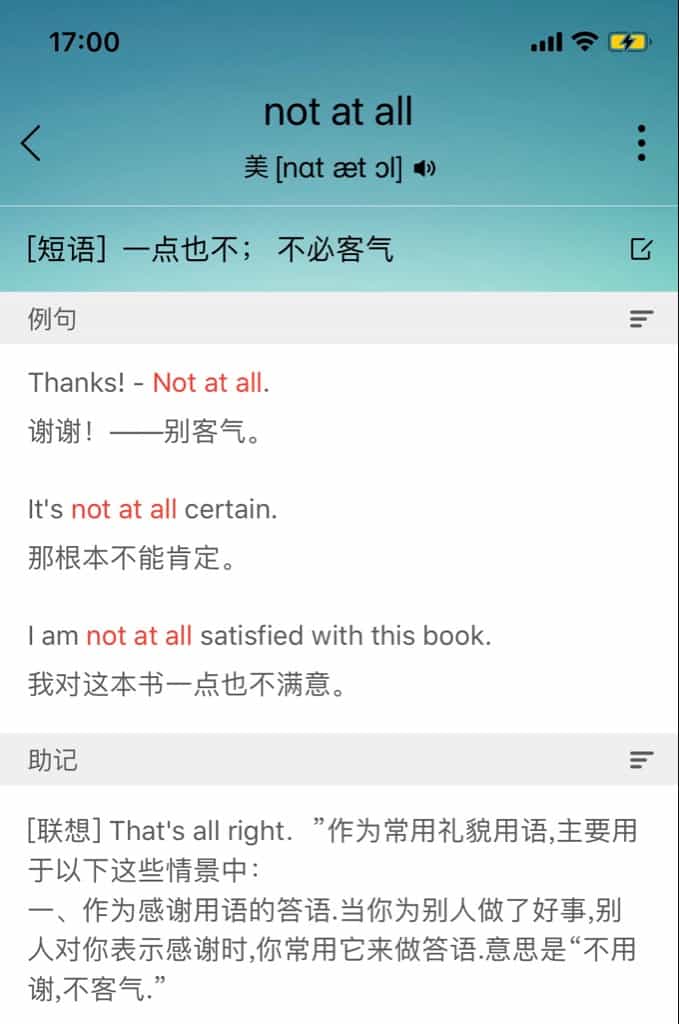 17:00
not at all
美 [nɑt æt ɔl]
[短语] 一点也不； 不必客气
例句
Thanks! - Not at all.
谢谢！——别客气。
It's not at all certain.
那根本不能肯定。
I am not at all satisfied with this book.
我对这本书一点也不满意。
助记
[联想] That's all right．”作为常用礼貌用语,主要用
于以下这些情景中：
一、作为感谢用语的答语.当你为别人做了好事,别
人对你表示感谢时,你常用它来做答语.意思是“不用
谢,不客气.”